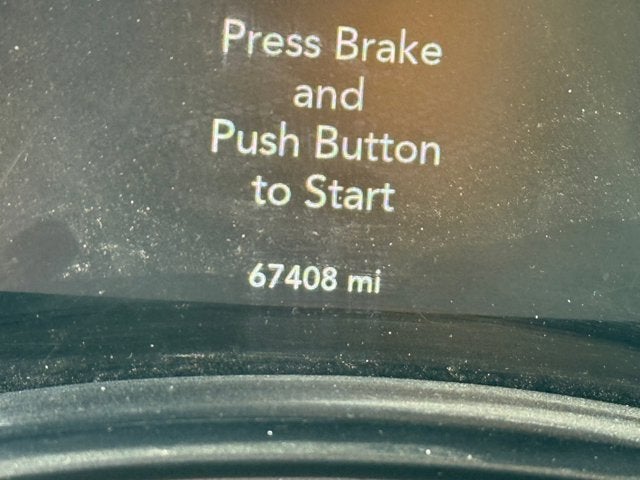 Press Brake
and
Push Button
to Start
67408 mi